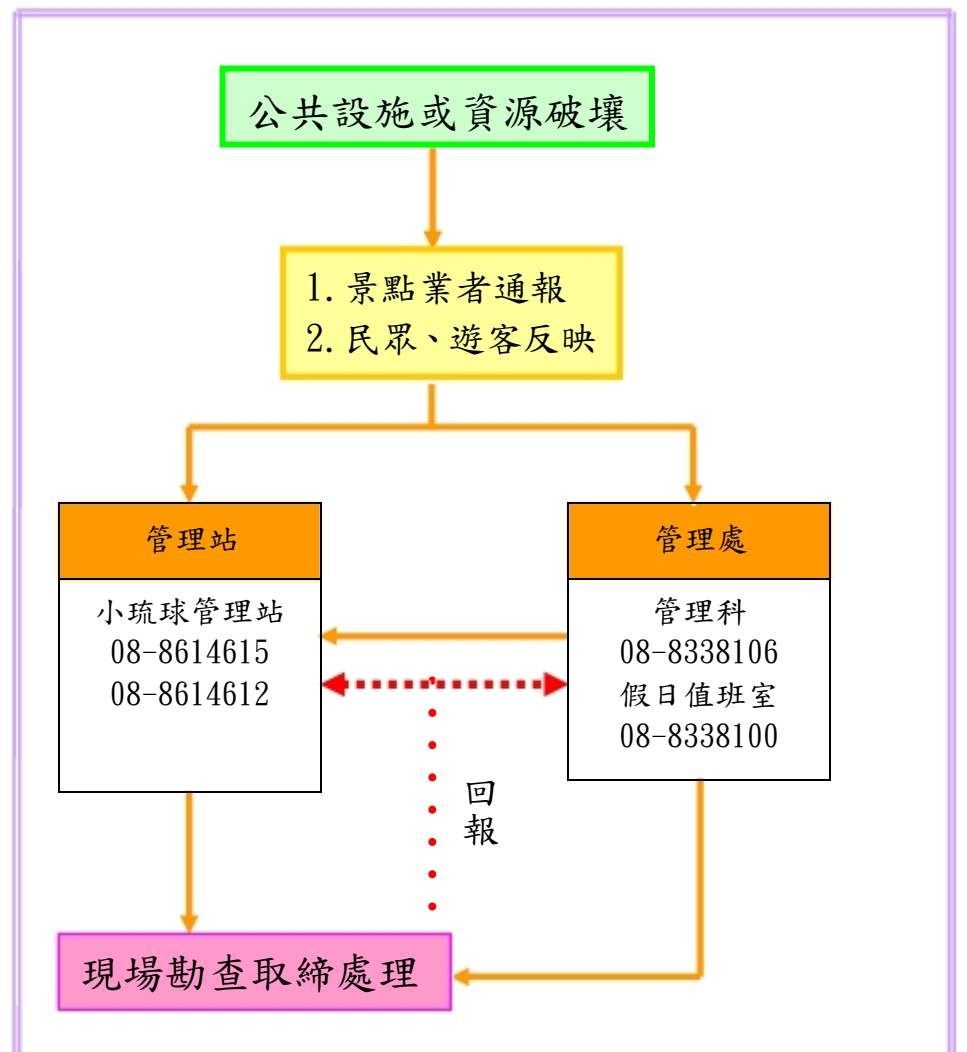 公共設施或資源破壞
1.景點業者通報
2.民眾、遊客反映
管理站
小琉球管理站
08-8614615
08-8614612
管理處
管理科
08-8338106
假日值班室
08-8338100
回報
現場勘查取締處理